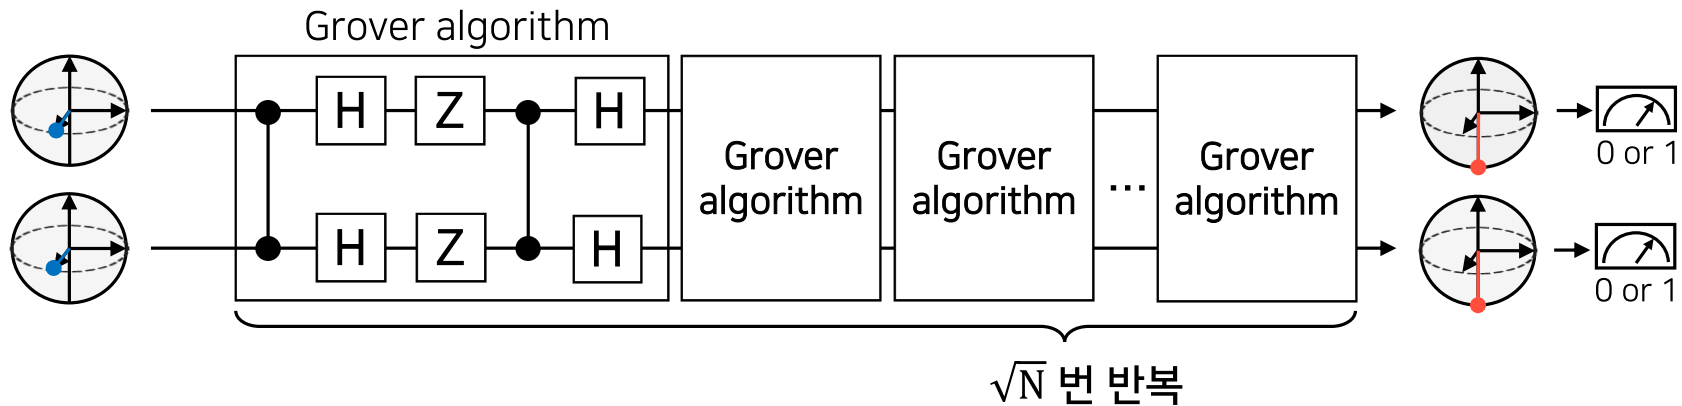 Grover algorithm
H Z H
H Z H
Grover
algorithm
Grover
algorithm
...
Grover
algorithm
0 or 1
0 or 1
√N 번 반복